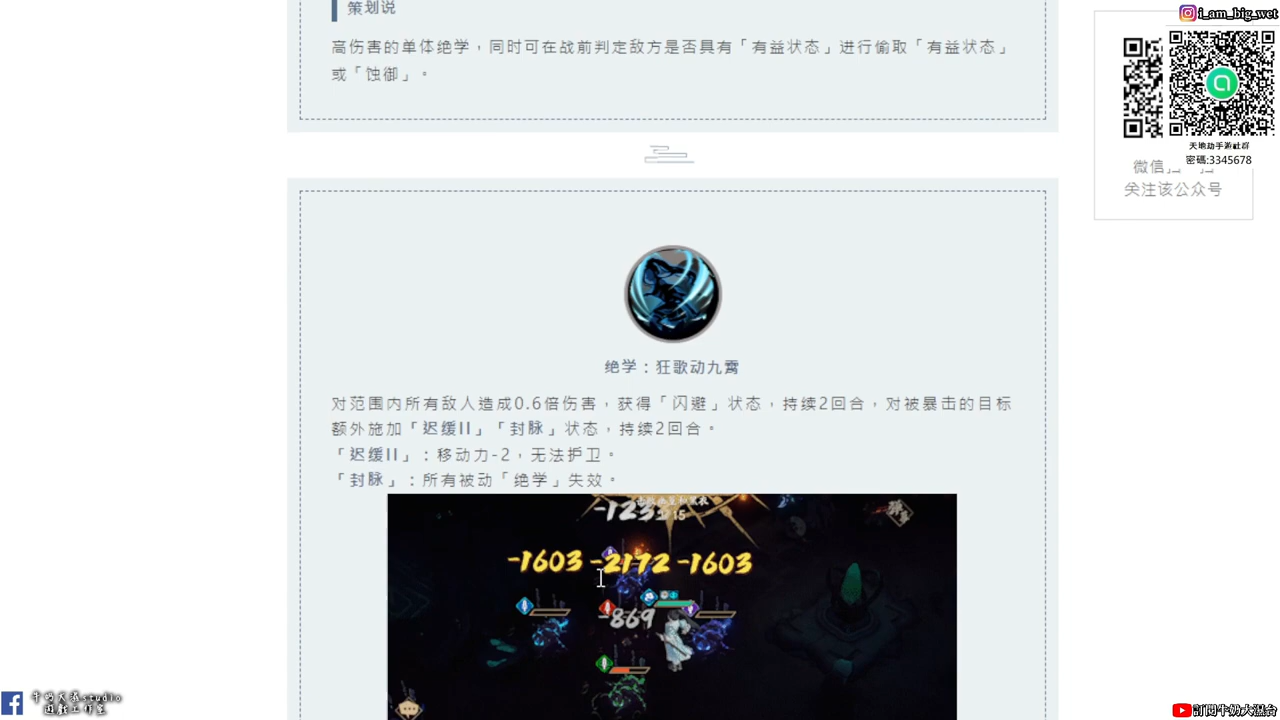 策划说
高伤害的单体绝学，同时可在战前判定敌方是否具有「有益状态」进行偷取「有益状态」
或「蚀御」。
绝学：狂歌动九霄
对范围内所有敌人造成0.6倍伤害，获得「闪避」状态，持续2回合，对被暴击的目标
额外施加「迟缓II」「封脉」状态，持续2回合。
「迟缓II」：移动力-2，无法护卫。
「封脉」：所有被动「绝学」失效。
-1603 -2172 -1603
-869
i_am_big_wet
天地劫手游社群
密碼:3345678
微信
关注该公众号
牛奶大濕studio
遊戲工作室
訂閱牛奶大濕台